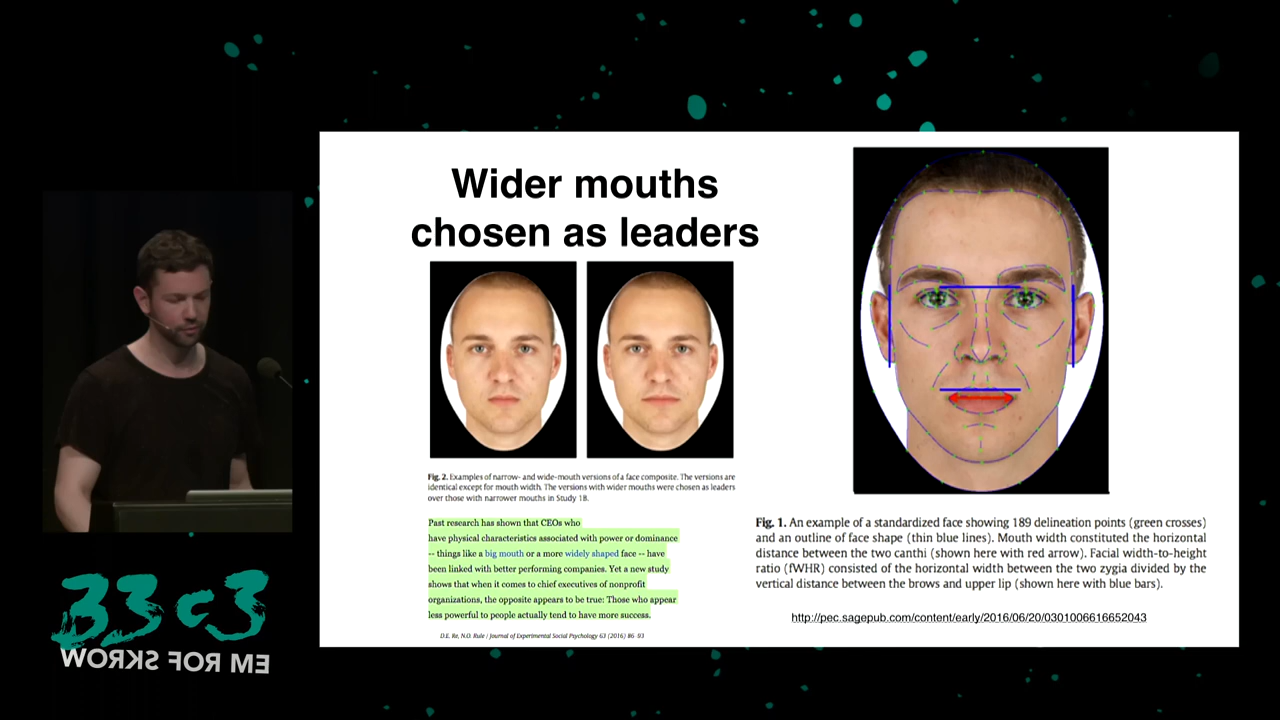 Wider mouths
chosen as leaders
Fig. 2. Examples of narrow- and wide-mouth versions of a face composite. The versions are
identical except for mouth width. The versions with wider mouths were chosen as leaders
over those with narrower mouths in Study 1B.
Past research has shown that CEOs who
have physical characteristics associated with power or dominance
-- things like a big mouth or a more widely shaped face -- have
been linked with better performing companies. Yet a new study
shows that when it comes to chief executives of nonprofit
organizations, the opposite appears to be true: Those who appear
less powerful to people actually tend to have more success.
D.E. Re, N.O. Rule / Journal of Experimental Social Psychology 63 (2016) 86–93
Fig. 1. An example of a standardized face showing 189 delineation points (green crosses)
and an outline of face shape (thin blue lines). Mouth width constituted the horizontal
distance between the two canthi (shown here with red arrow). Facial width-to-height
ratio (fWHR) consisted of the horizontal width between the two zygia divided by the
vertical distance between the brows and upper lip (shown here with blue bars).
http://pec.sagepub.com/content/early/2016/06/20/0301006616652043
33c3
WORKS FOR ME